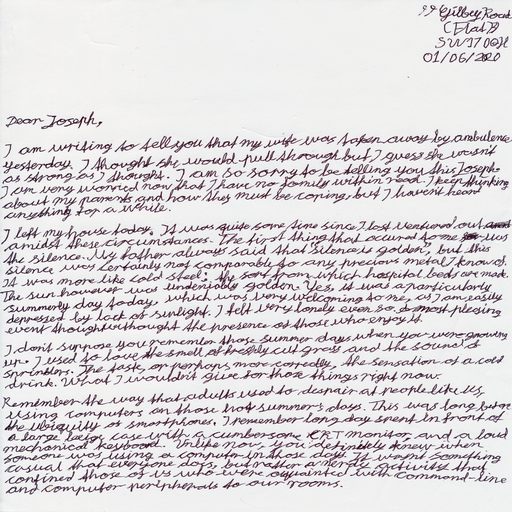 99 Gilbey Road
(Flat)
SW17 0QH
01/06/2020
Dear Joseph,
I am writing to tell you that my wife was taken away by ambulence
yesterday. I thought she would pull through but I guess she wasn't
as strong as I thought. I am so sorry to be telling you this Joseph.
I am very worried now that I have no family within reach. I keep thinking
about my parents and how they must be coping, but I haven't heard
anything for a while.
I left my house today. It was quite some time since I last ventured out
amidst these circumstances. The first thing that occured to me was
the silence. My father always said that silence is golden", but this
silence was certainly not comparable to any precious metal I know of.
It was more like cold steel: the sort from which hospital beds are made.
The sun however was undeniably golden. Yes, it was a particularly
summery day today, which was very welcoming to me, as I am easily
depressed by lack of sunlight. I felt very lonely even so. a most plesing
event thought without the presence of those who enjoy it.
I don't suppose you remember those summer days when you were growing
up. I used to love the smell of freshly cut grass and the sound of
sprinklers. The taste, or perhaps more correctly, the sensation of a cold
drink. What I wouldn't give for those things right now.
Remember the way that adults used to despair at people like us,
using computers on those hot summers days. This was long before
the ubiquity of smartphones. I remember long day spent in front of
a large beige case with a cumbersome CRT monitor, and a loud
mechanical keyboard. Unlike now, you definitely knew when
someone was using a computer in those days. It wasn't something
casual that everyone does, but rather a nerdy activity that
confined those of us who were acquainted with command-line
and computer peripherals to our rooms.